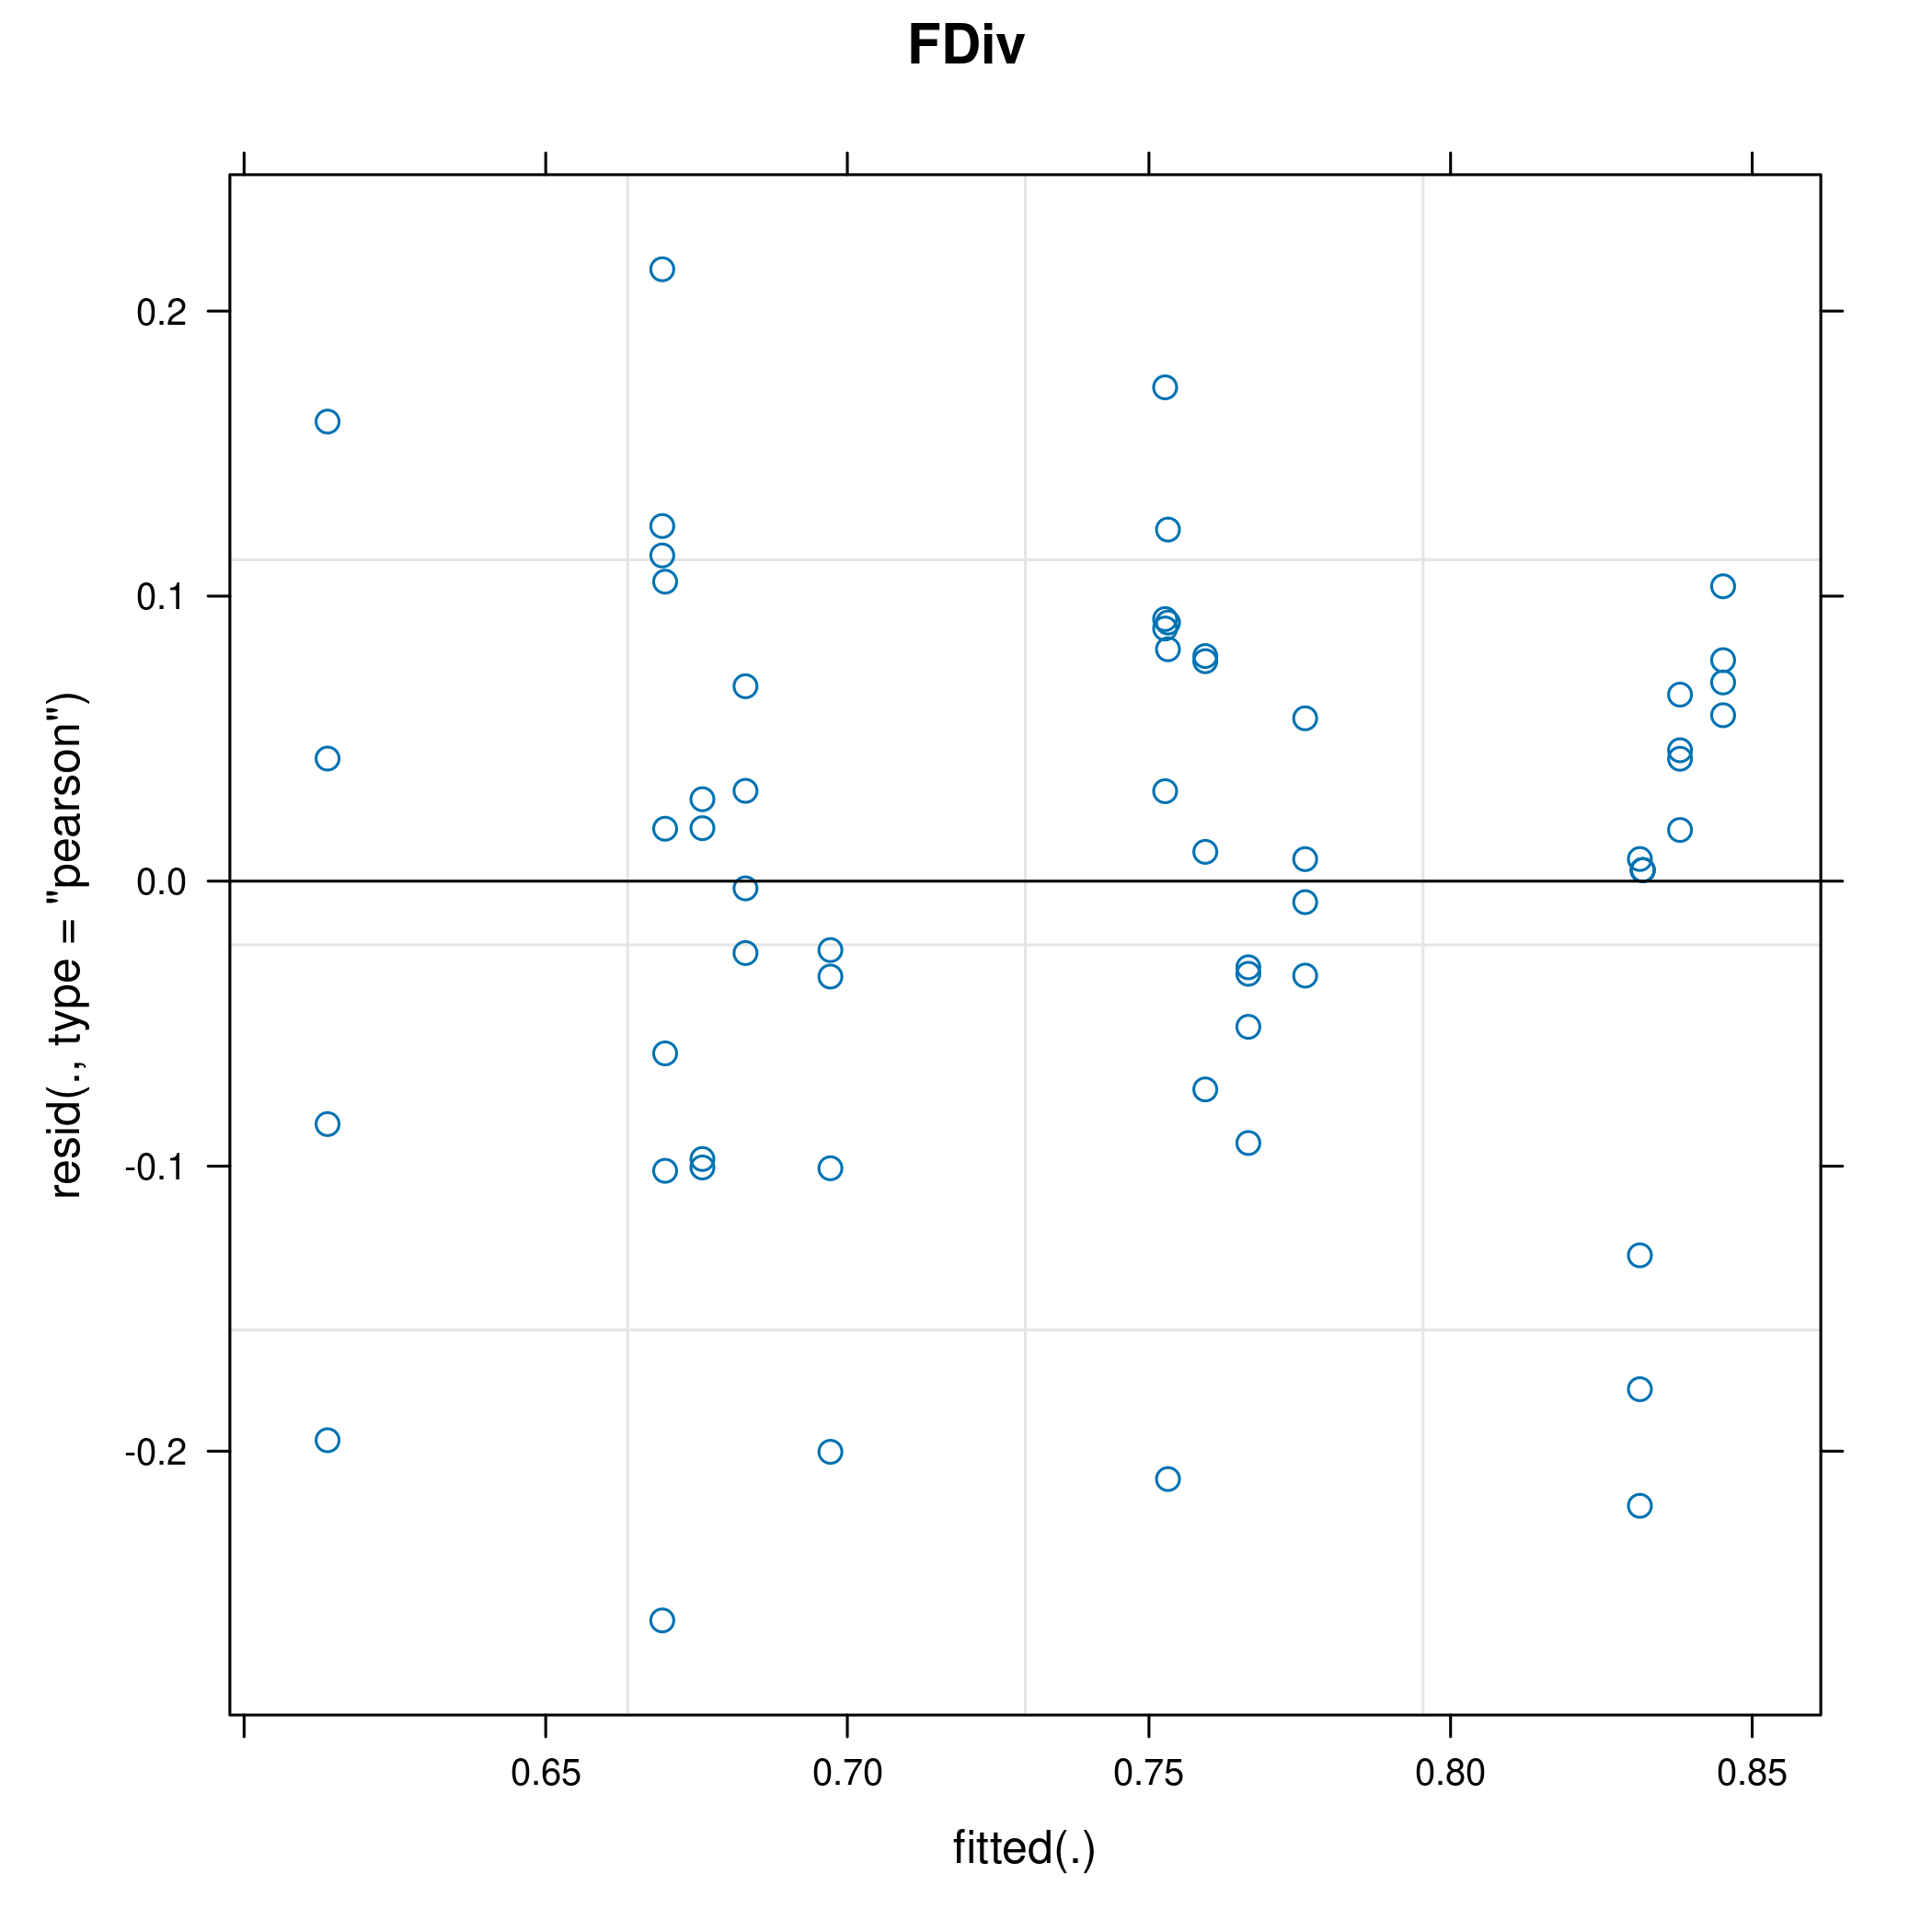 FDiv
0.2
0.1
0.0
-0.1
-0.2
resid(., type = "pearson")
0.65 0.70 0.75 0.80 0.85
fitted(.)